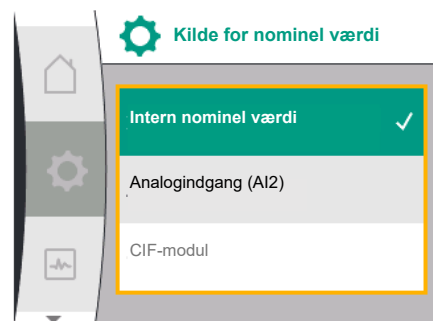 Kilde for nominel værdi
Intern nominel værdi
Analogindgang (AI2)
CIF-modul